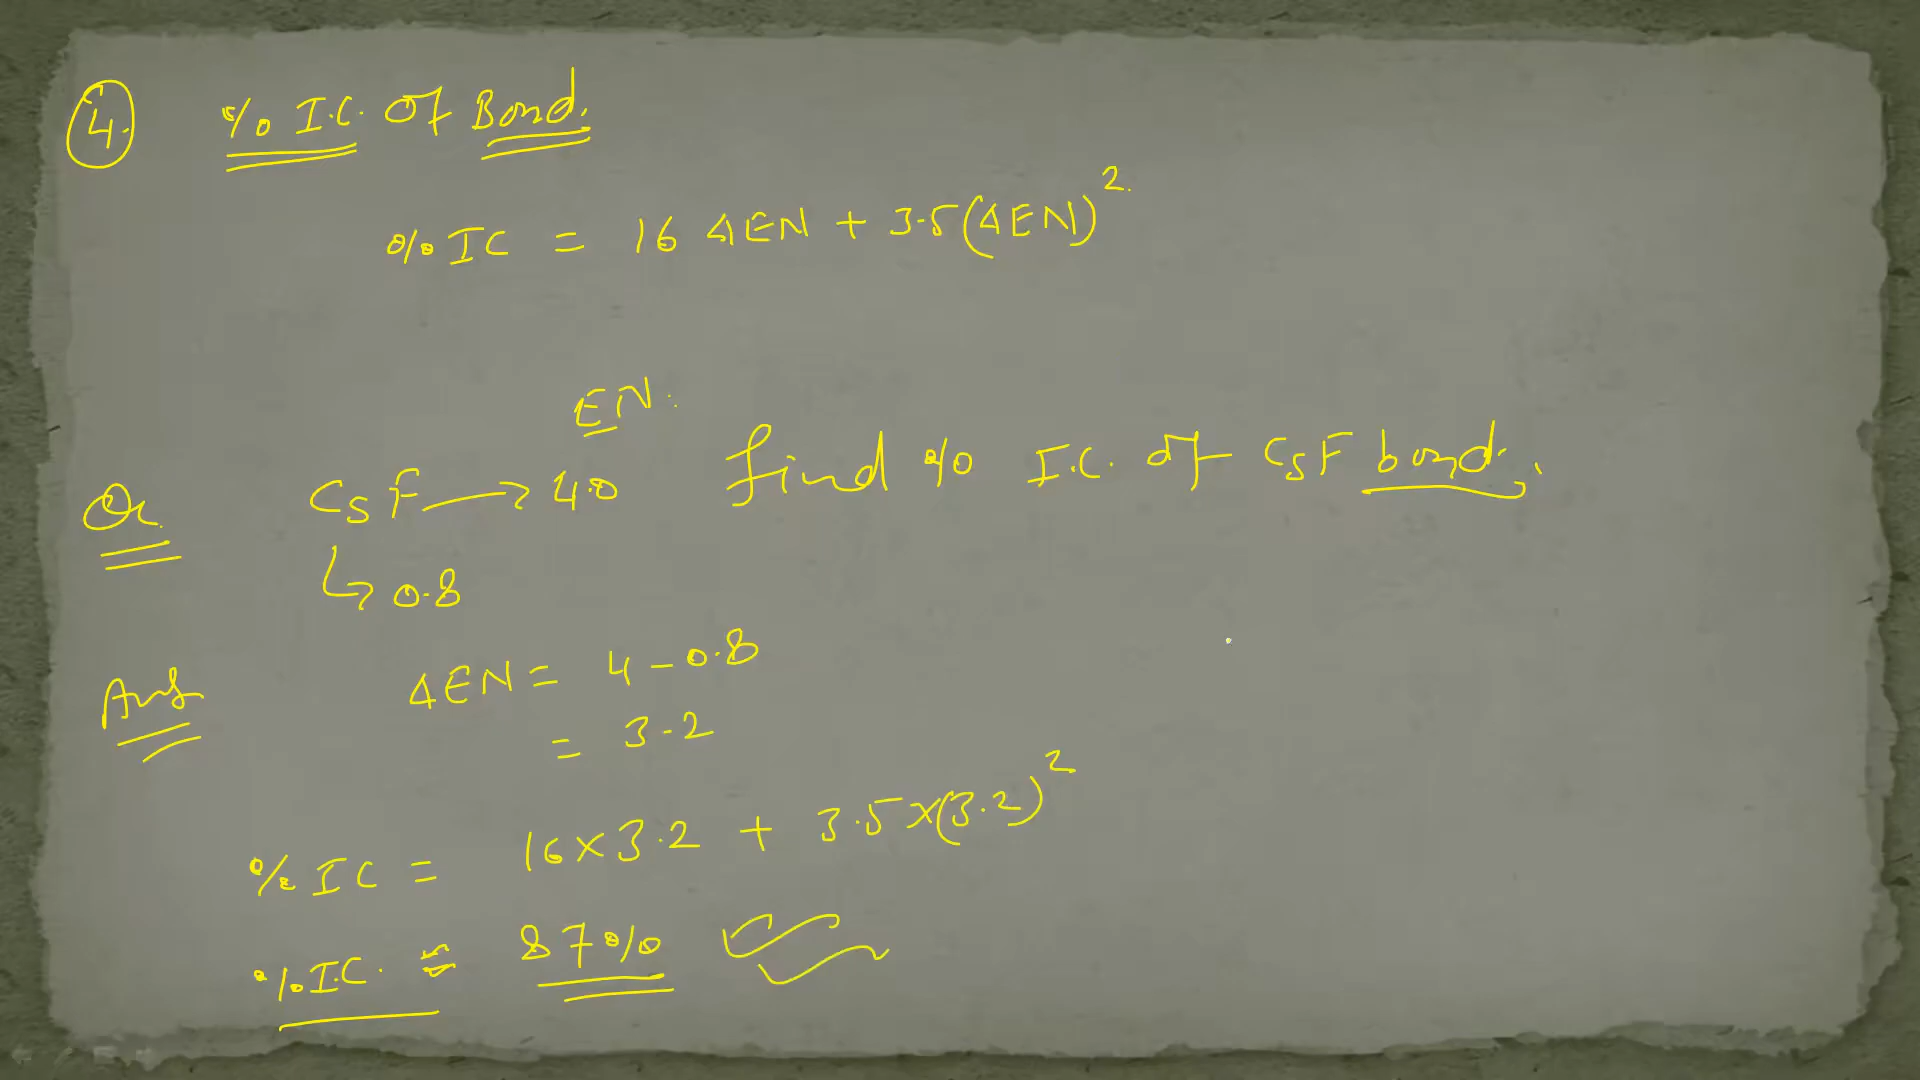 4. % I.C. Of Bond.
% IC = 16 ΔEN + 3.5 (ΔEN)²
EN.
Qu. CsF → 4.0 find % I.C. of CsF bond.
↳ 0.8
Ans ΔEN = 4 - 0.8
= 3.2
% IC = 16 × 3.2 + 3.5 × (3.2)²
% I.C. ≈ 87%